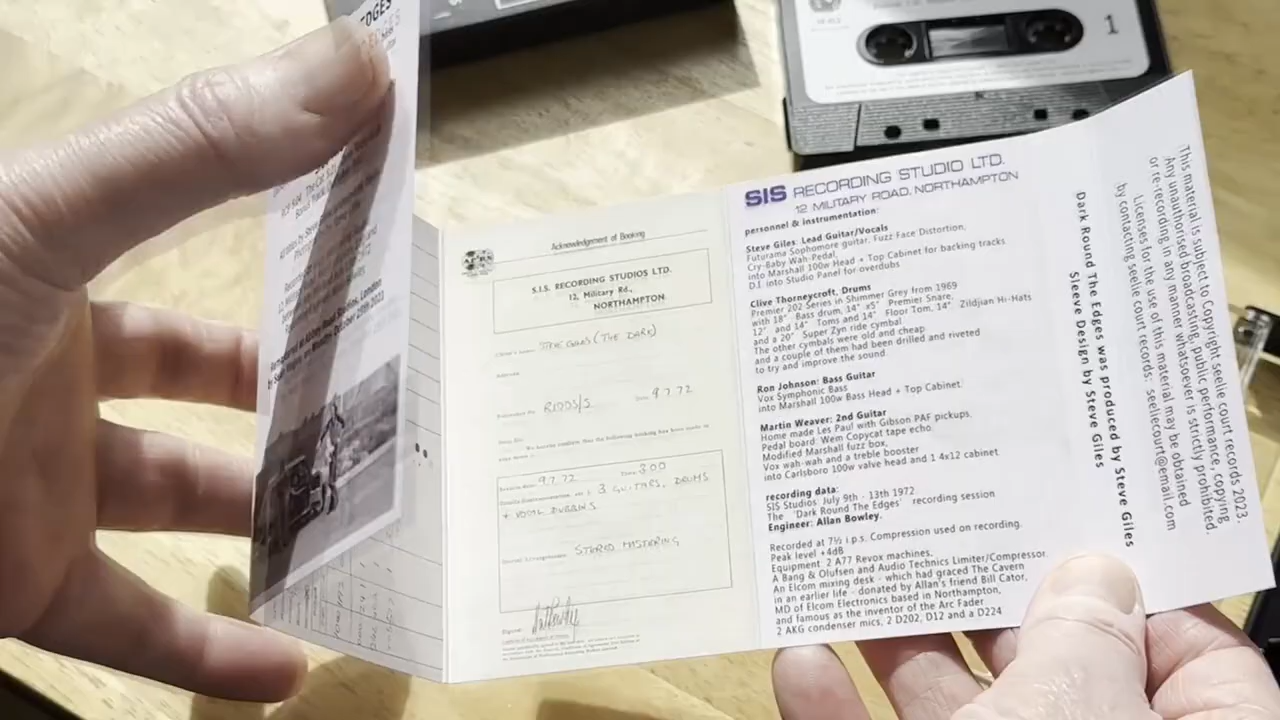 EDGES
1
Acknowledgement of Booking
S.I.S. RECORDING STUDIOS LTD.
12, Military Rd.,
NORTHAMPTON
STEVE GILES (THE DARK)
Date 9.7.72
9.7.72 Time: 3.00
3 GUITARS, DRUMS
+ VOCAL DUBBINGS
STEREO MASTERING
SIS RECORDING STUDIO LTD.
12 MILITARY ROAD, NORTHAMPTON
personnel & instrumentation:
Steve Giles: Lead Guitar/Vocals
Futurama Sophomore guitar, Fuzz Face Distortion,
Cry-Baby Wah-Pedal,
into Marshall 100w Head + Top Cabinet for backing tracks
D.I. into Studio Panel for overdubs
Clive Thorneycroft, Drums
Premier 202 Series in Shimmer Grey from 1969
with 18" Bass drum, 14" x5" Premier Snare,
12" and 14" Toms and 14" Floor Tom, 14" Zildjian Hi-Hats
and a 20" Super Zyn ride cymbal
The other cymbals were old and cheap
and a couple of them had been drilled and riveted
to try and improve the sound
Ron Johnson: Bass Guitar
Vox Symphonic Bass
into Marshall 100w Bass Head + Top Cabinet
Martin Weaver: 2nd Guitar
Home made Les Paul with Gibson PAF pickups.
Pedal board: Wem Copycat tape echo
Modified Marshall fuzz box,
Vox wah-wah and a treble booster
into Carlsboro 100w valve head and 1 4x12 cabinet
recording data:
SIS Studios July 9th - 13th 1972
The 'Dark Round The Edges' recording session
Engineer: Allan Bowley.
Recorded at 7½ i.p.s. Compression used on recording.
Peak level +4dB
Equipment: 2 A77 Revox machines,
A Bang & Olufsen and Audio Technics Limiter/Compressor
An Elcom mixing desk - which had graced The Cavern
in an earlier life - donated by Allan's friend Bill Cator,
MD of Elcom Electronics based in Northampton,
and famous as the inventor of the Arc Fader
2 AKG condenser mics, 2 D202, D12 and a D224
Dark Round The Edges was produced by Steve Giles
Sleeve Design by Steve Giles
This material is subject to Copyright seelie court records 2023.
Any unauthorised broadcasting, public performance, copying
or re-recording in any manner whatsoever is strictly prohibited.
Licenses for the use of this material may be obtained
by contacting seelie court records: seeliecourt@email.com